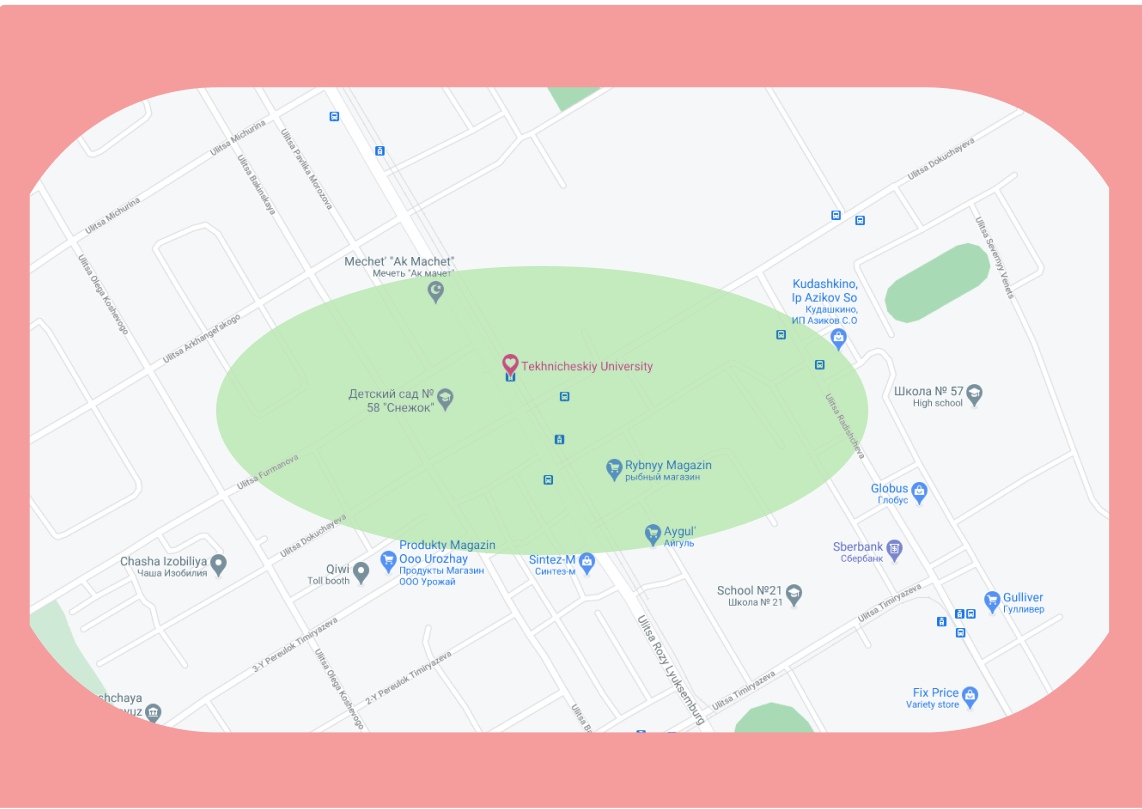 Ulitsa Michurina
Ulitsa Pavlika Morozova
Ulitsa Bakinskaya
Ulitsa Dokuchayeva
Ulitsa Michurina
Ulitsa Severnyy Venets
Ulitsa Olega Koshevogo
Mechet' "Ak Machet"
Мечеть "Ак мачет"
Kudashkino,
Ip Azikov So
Кудашкино,
ИП Азиков С.О
Ulitsa Arkhangel'skogo
Tekhnicheskiy University
Детский сад №
58 "Снежок"
Школа № 57
High school
Ulitsa Radishcheva
Ulitsa Furmanova
Rybnyy Magazin
рыбный магазин
Globus
Глобус
Ulitsa Dokuchayeva
Aygul'
Айгуль
Produkty Magazin
Ooo Urozhay
Продукты Магазин
ООО Урожай
Sberbank
Сбербанк
Chasha Izobiliya
Чаша Изобилия
Qiwi
Toll booth
Sintez-M
Синтез-м
School №21
Школа № 21
Ulitsa Timiryazeva
Gulliver
Гулливер
3-Y Pereulok Timiryazeva
Ulitsa Rozy Lyuksemburg
2-Y Pereulok Timiryazeva
Ulitsa Olega Koshevogo
Ulitsa Timiryazeva
Fix Price
Variety store
shchaya
wuz
Ulitsa